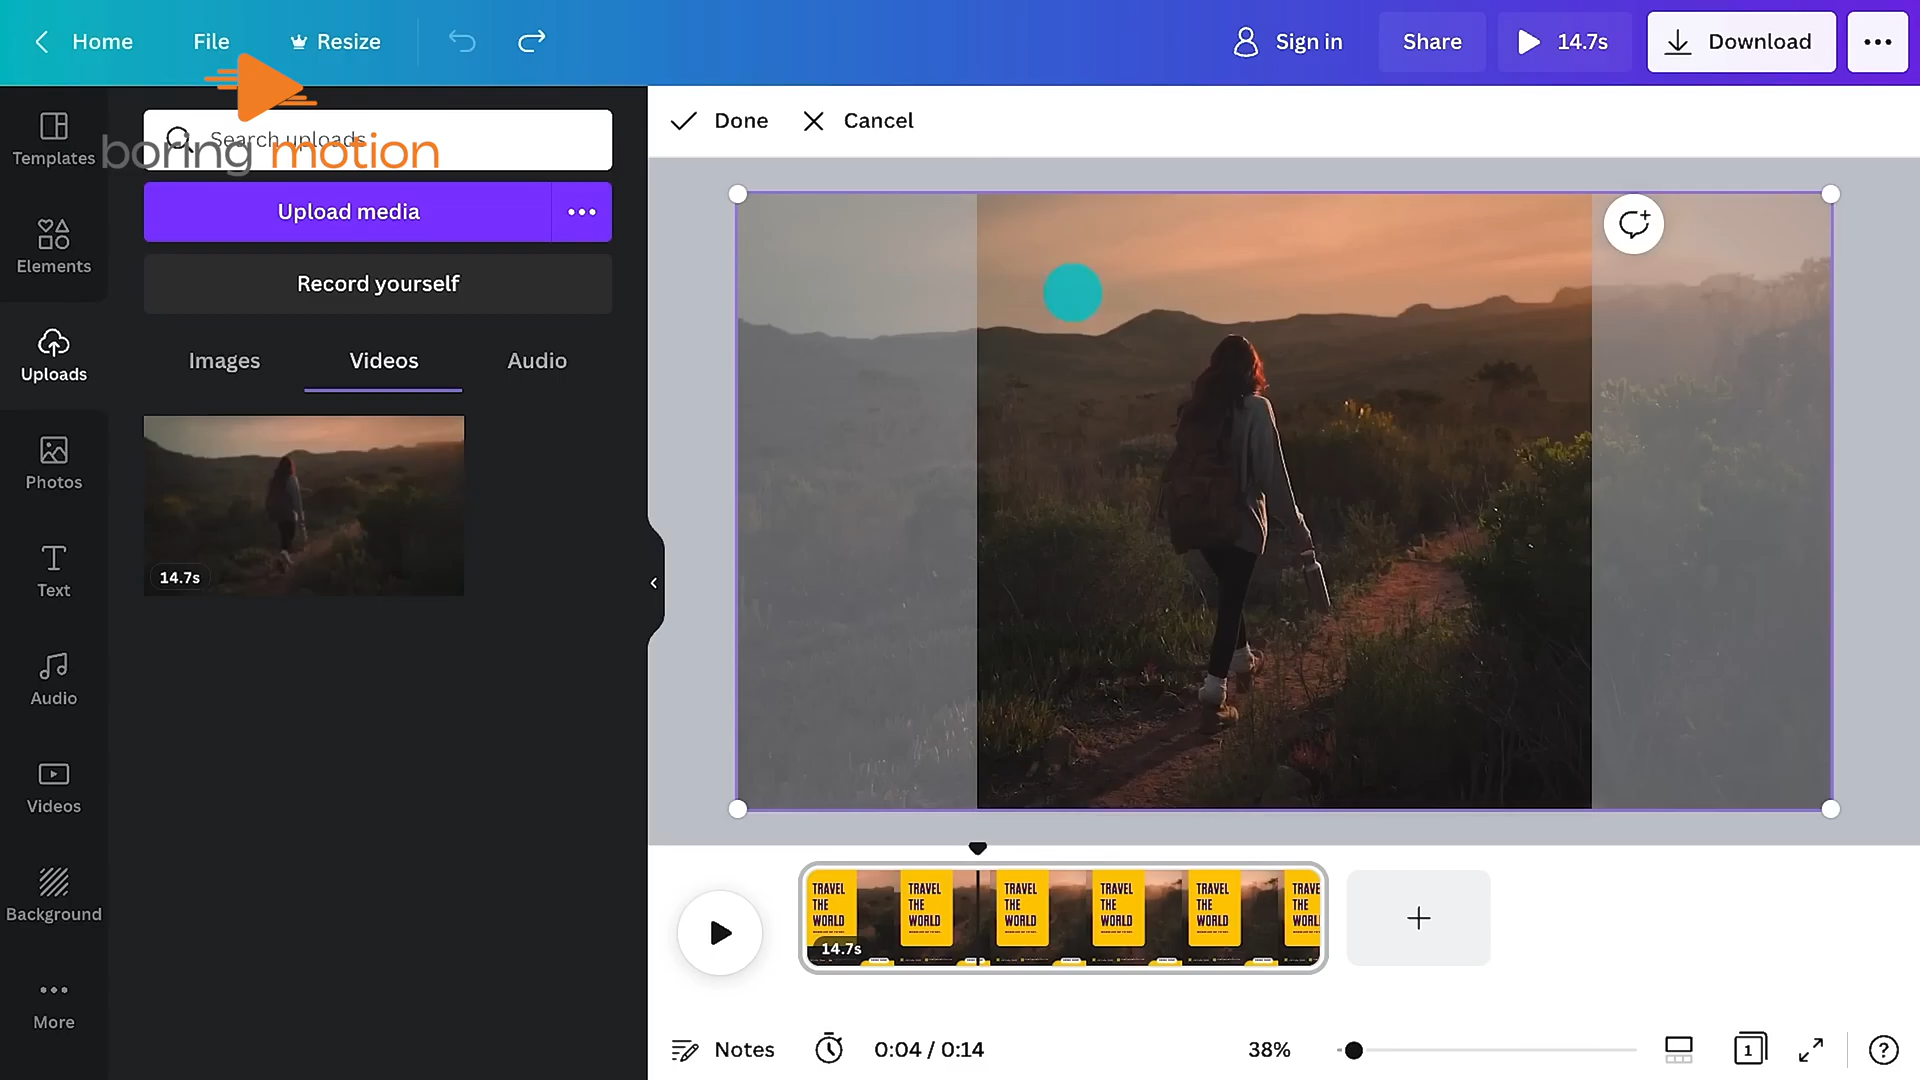 Home
File
Resize
Sign in
Share
14.7s
Download
Templates
Search uploads
boring motion
Done
Cancel
Upload media
Elements
Record yourself
Uploads
Images
Videos
Audio
14.7s
Photos
Text
Audio
Videos
Background
More
TRAVEL THE WORLD
TRAVEL THE WORLD
TRAVEL THE WORLD
TRAVEL THE WORLD
TRAVEL THE WORLD
TRAVE THE WORL
14.7s
Notes
0:04 / 0:14
38%
1